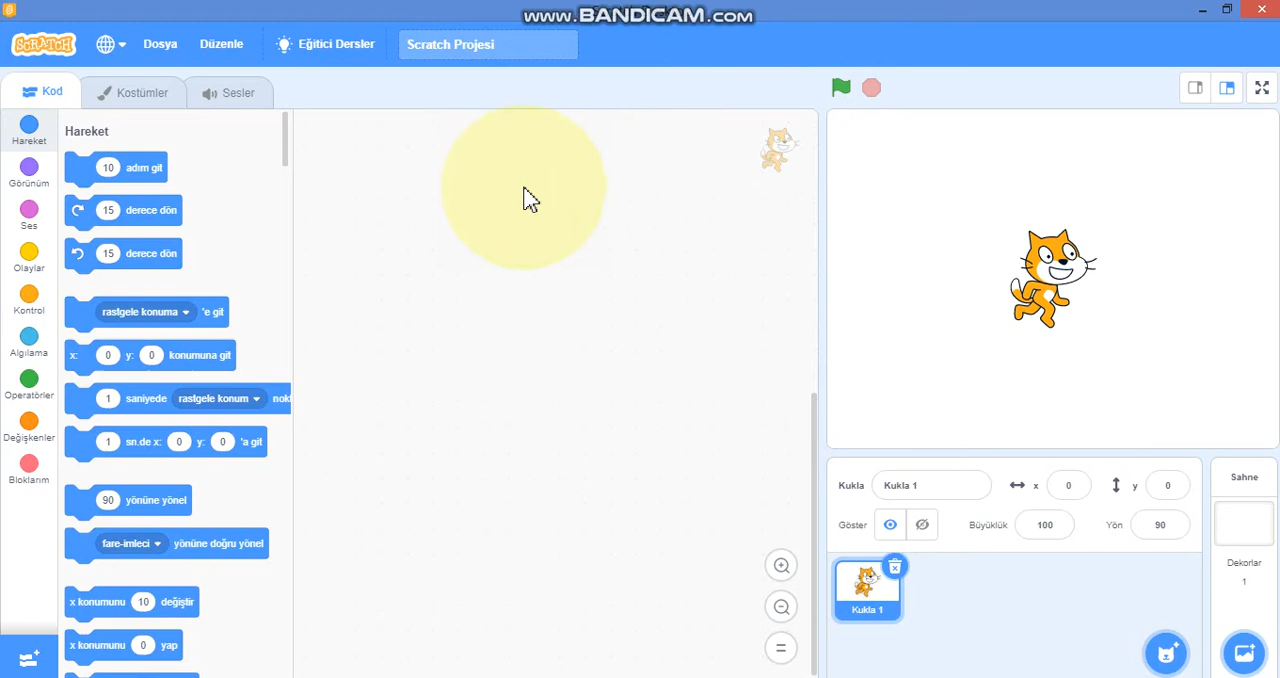 www.BANDICAM.com
SCRATCH
Dosya
Düzenle
Eğitici Dersler
Scratch Projesi
Kod
Kostümler
Sesler
Hareket
Görünüm
Ses
Olaylar
Kontrol
Algılama
Operatörler
Değişkenler
Bloklarım
Hareket
10 adım git
15 derece dön
15 derece dön
rastgele konuma 'e git
x: 0 y: 0 konumuna git
1 saniyede rastgele konum nokt
1 sn.de x: 0 y: 0 'a git
90 yönüne yönel
fare-imleci yönüne doğru yönel
x konumunu 10 değiştir
x konumunu 0 yap
Kukla Kukla 1 x 0 y 0
Göster Büyüklük 100 Yön 90
Kukla 1
Sahne
Dekorlar
1